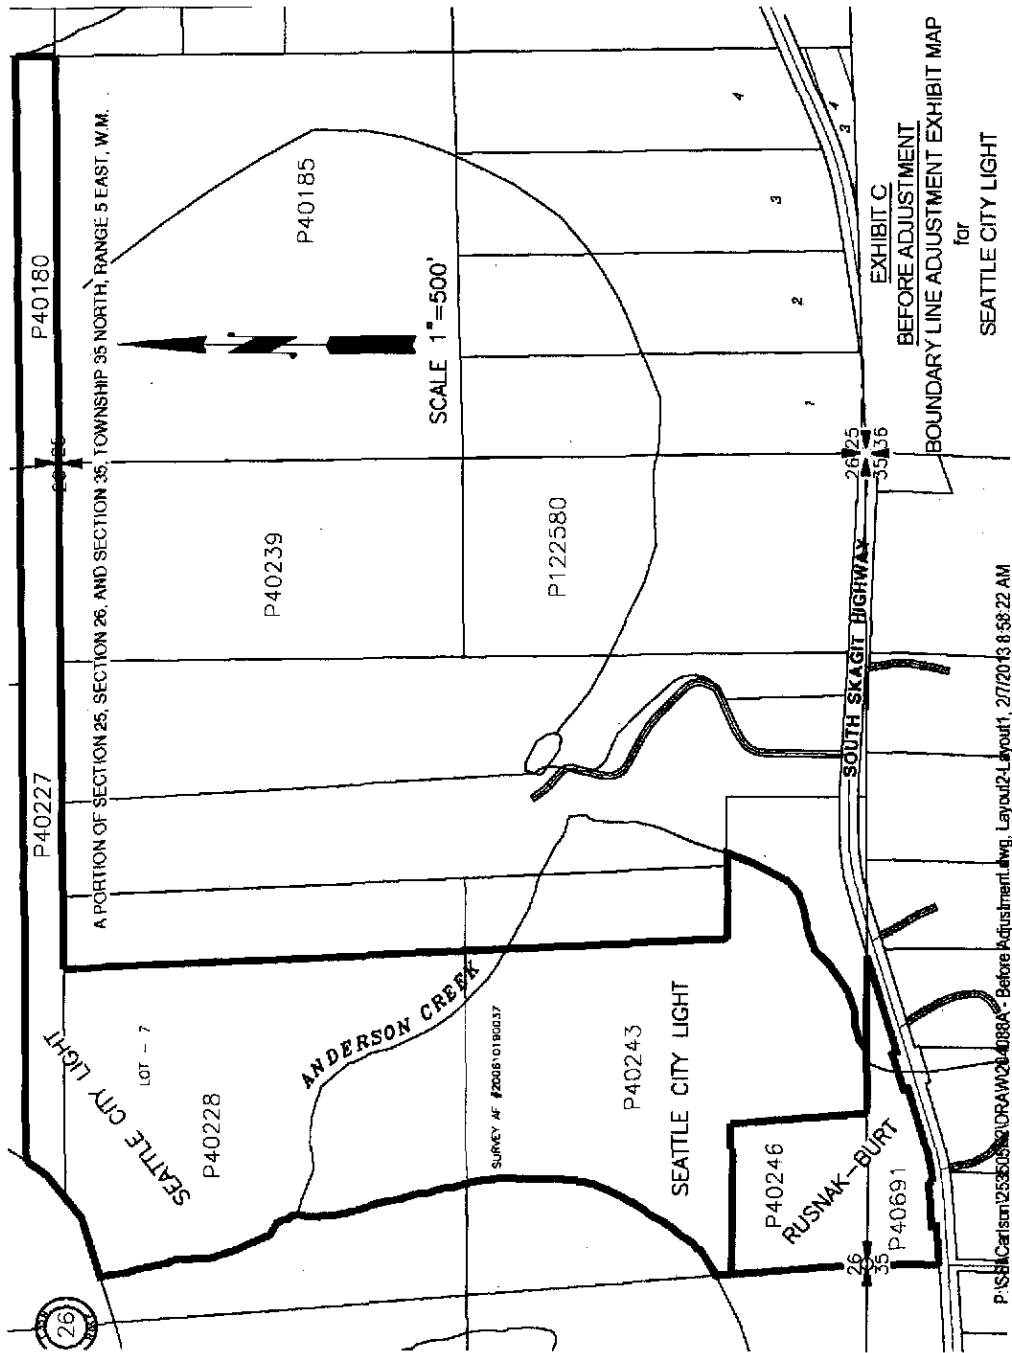 P40180
P40227
26 25
A PORTION OF SECTION 25, SECTION 26, AND SECTION 35, TOWNSHIP 35 NORTH, RANGE 5 EAST, W.M.
P40185
SCALE 1"=500'
P40239
P122580
SEATTLE CITY LIGHT
LOT - 7
P40228
ANDERSON CREEK
SURVEY AF #200610190037
P40243
SEATTLE CITY LIGHT
P40246
RUSNAK-BURT
P40691
26
26
35
26 25
35 36
1
2
3
4
3
4
SOUTH SKAGIT HIGHWAY
EXHIBIT C
BEFORE ADJUSTMENT
BOUNDARY LINE ADJUSTMENT EXHIBIT MAP
for
SEATTLE CITY LIGHT
- Before Adjustment.dwg, Layout2-Layout1, 2/7/2013 8:58:22 AM